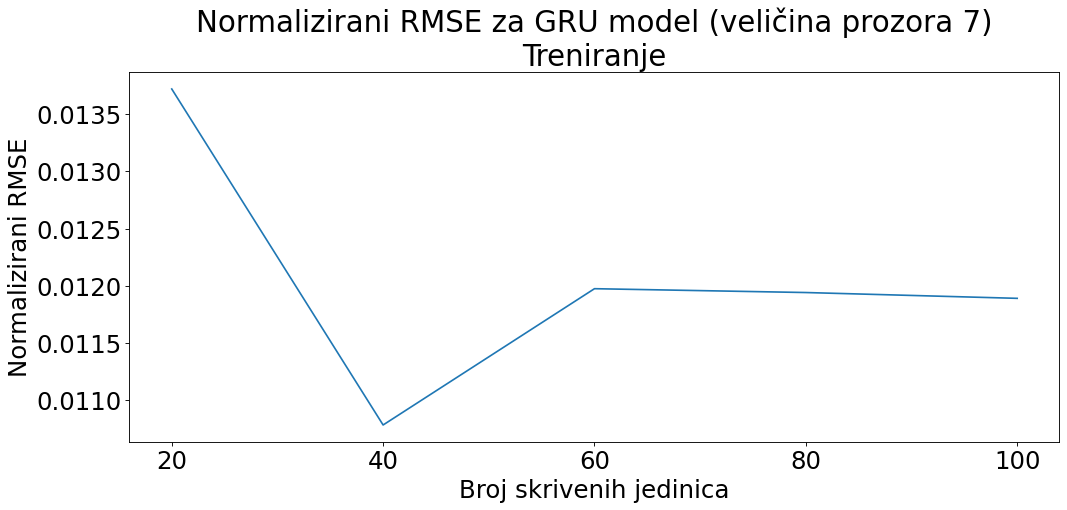 Normalizirani RMSE za GRU model (veličina prozora 7)
Treniranje
Normalizirani RMSE
0.0135
0.0130
0.0125
0.0120
0.0115
0.0110
20 40 60 80 100
Broj skrivenih jedinica